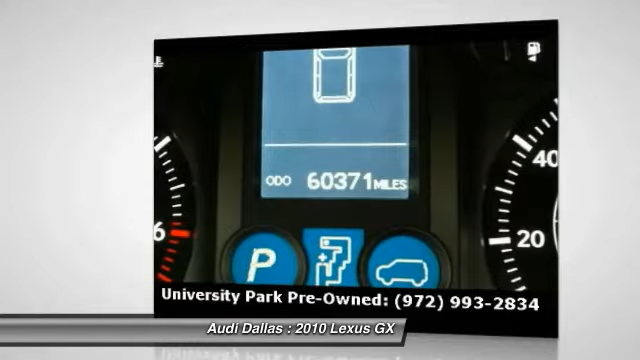 ODO 60371 MILES
40
6
20
P
University Park Pre-Owned: (972) 993-2834
Audi Dallas : 2010 Lexus GX